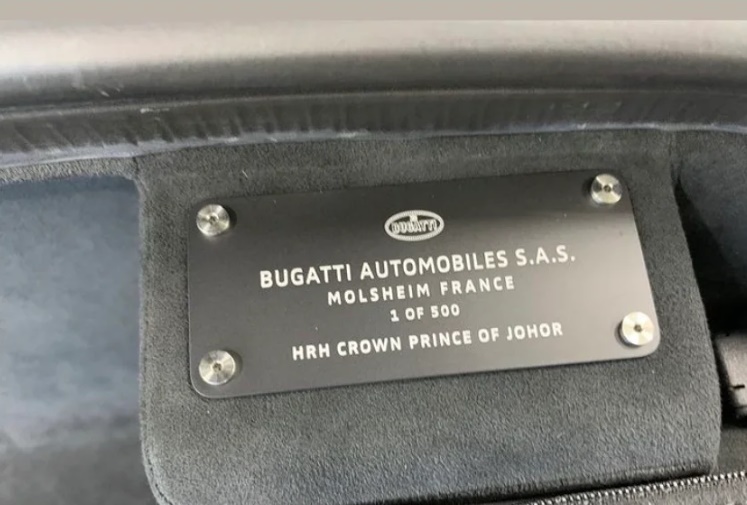 BUGATTI
BUGATTI AUTOMOBILES S.A.S.
MOLSHEIM FRANCE
1 OF 500
HRH CROWN PRINCE OF JOHOR